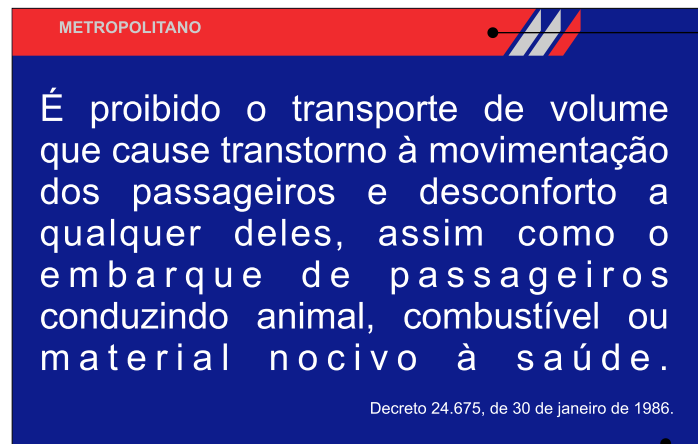 METROPOLITANO
É proibido o transporte de volume
que cause transtorno à movimentação
dos passageiros e desconforto a
qualquer deles, assim como o
embarque de passageiros
conduzindo animal, combustível ou
material nocivo à saúde.
Decreto 24.675, de 30 de janeiro de 1986.